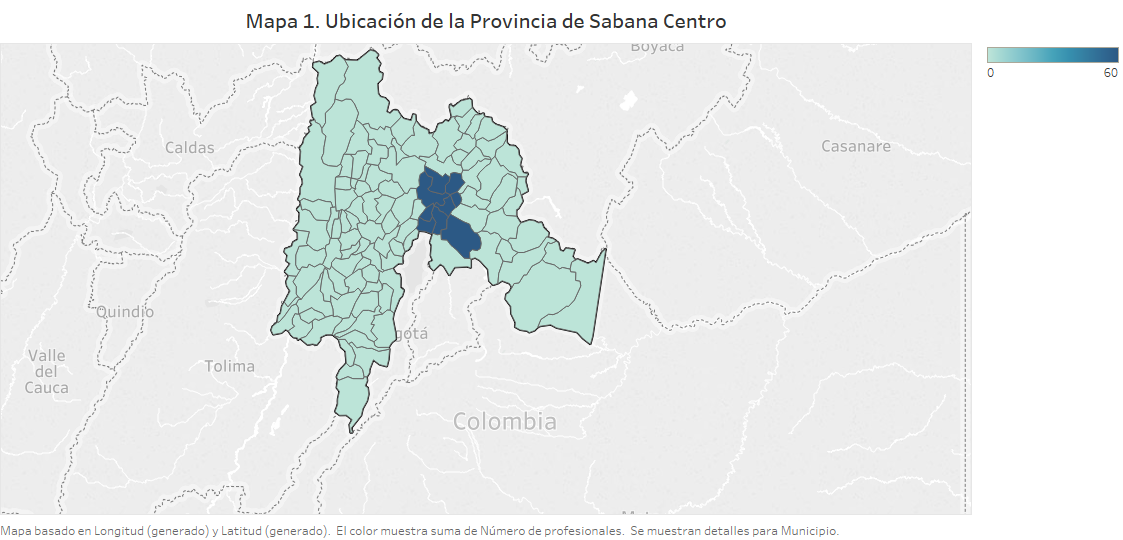 Mapa 1. Ubicación de la Provincia de Sabana Centro
Boyacá
0
60
Caldas
Casanare
Quindío
gotá
Valle
del
Cauca
Tolima
Colombia
Mapa basado en Longitud (generado) y Latitud (generado).  El color muestra suma de Número de profesionales.  Se muestran detalles para Municipio.